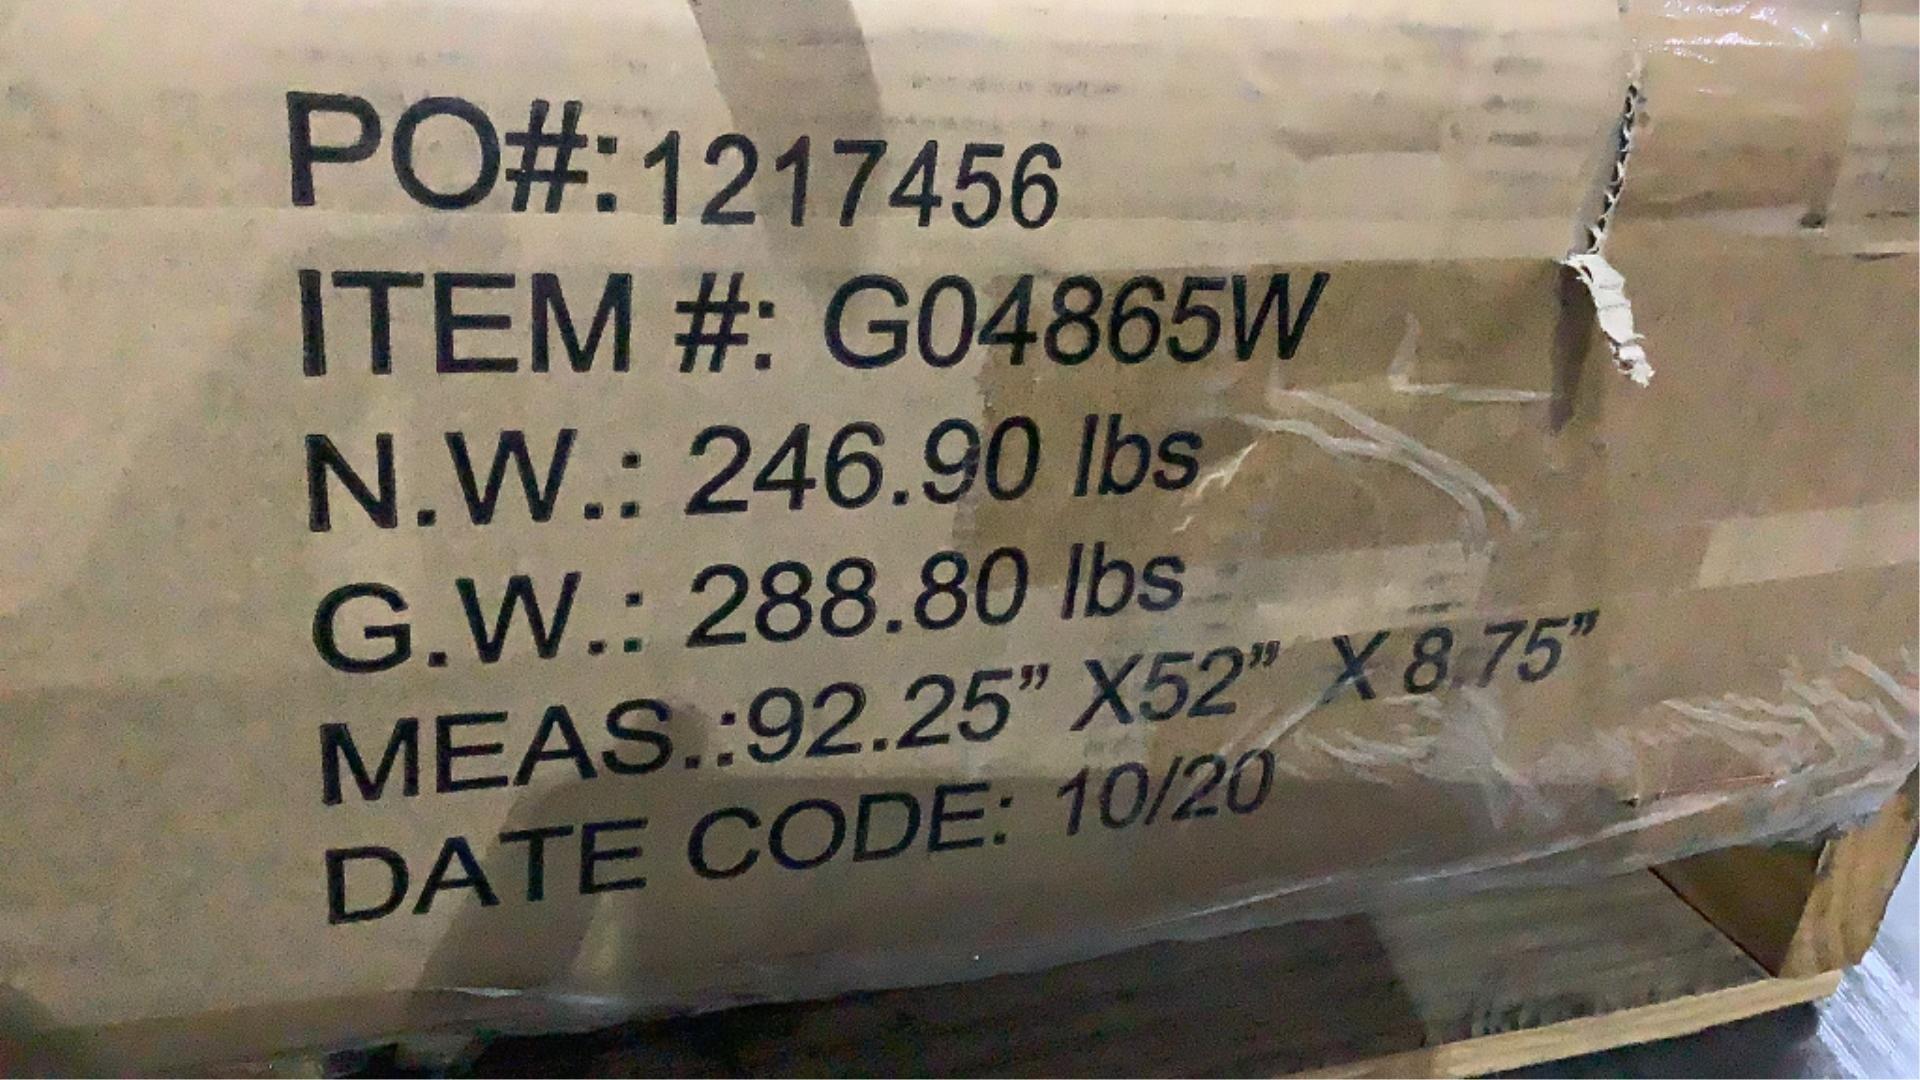 PO#:1217456
ITEM #: G04865W
N.W.: 246.90 lbs
G.W.: 288.80 lbs
MEAS.:92.25” X52” X 8.75”
DATE CODE: 10/20